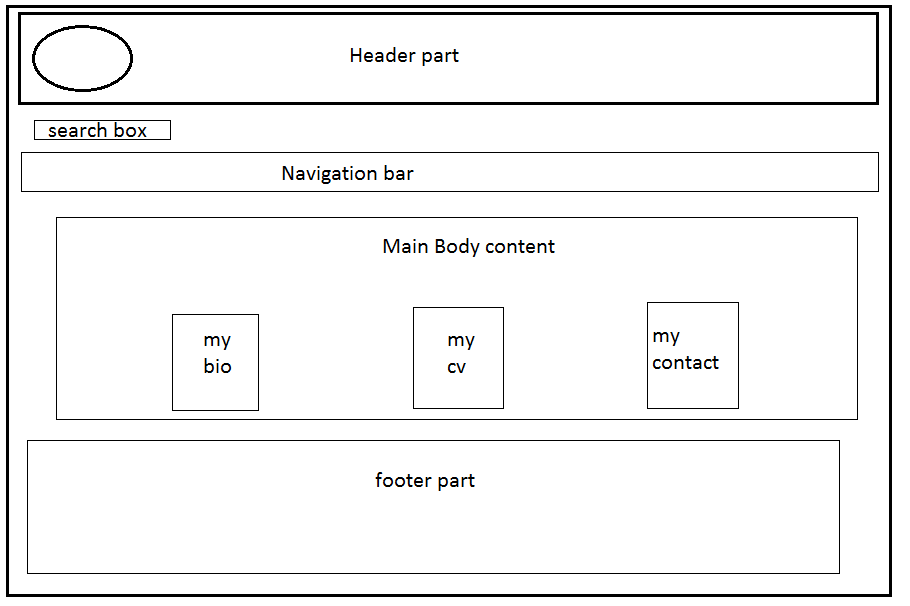 Header part
search box
Navigation bar
Main Body content
my
bio
my
cv
my
contact
footer part